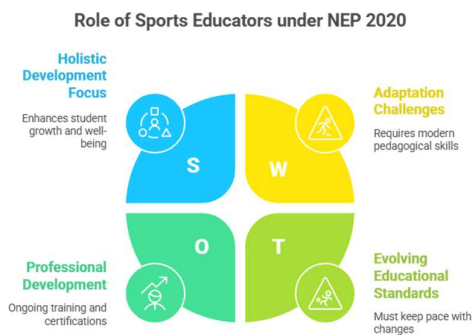 Role of Sports Educators under NEP 2020
Holistic
Development
Focus
Enhances student
growth and well-
being
Adaptation
Challenges
Requires modern
pedagogical skills
S
W
O
T
Professional
Development
Ongoing training and
certifications
Evolving
Educational
Standards
Must keep pace with
changes